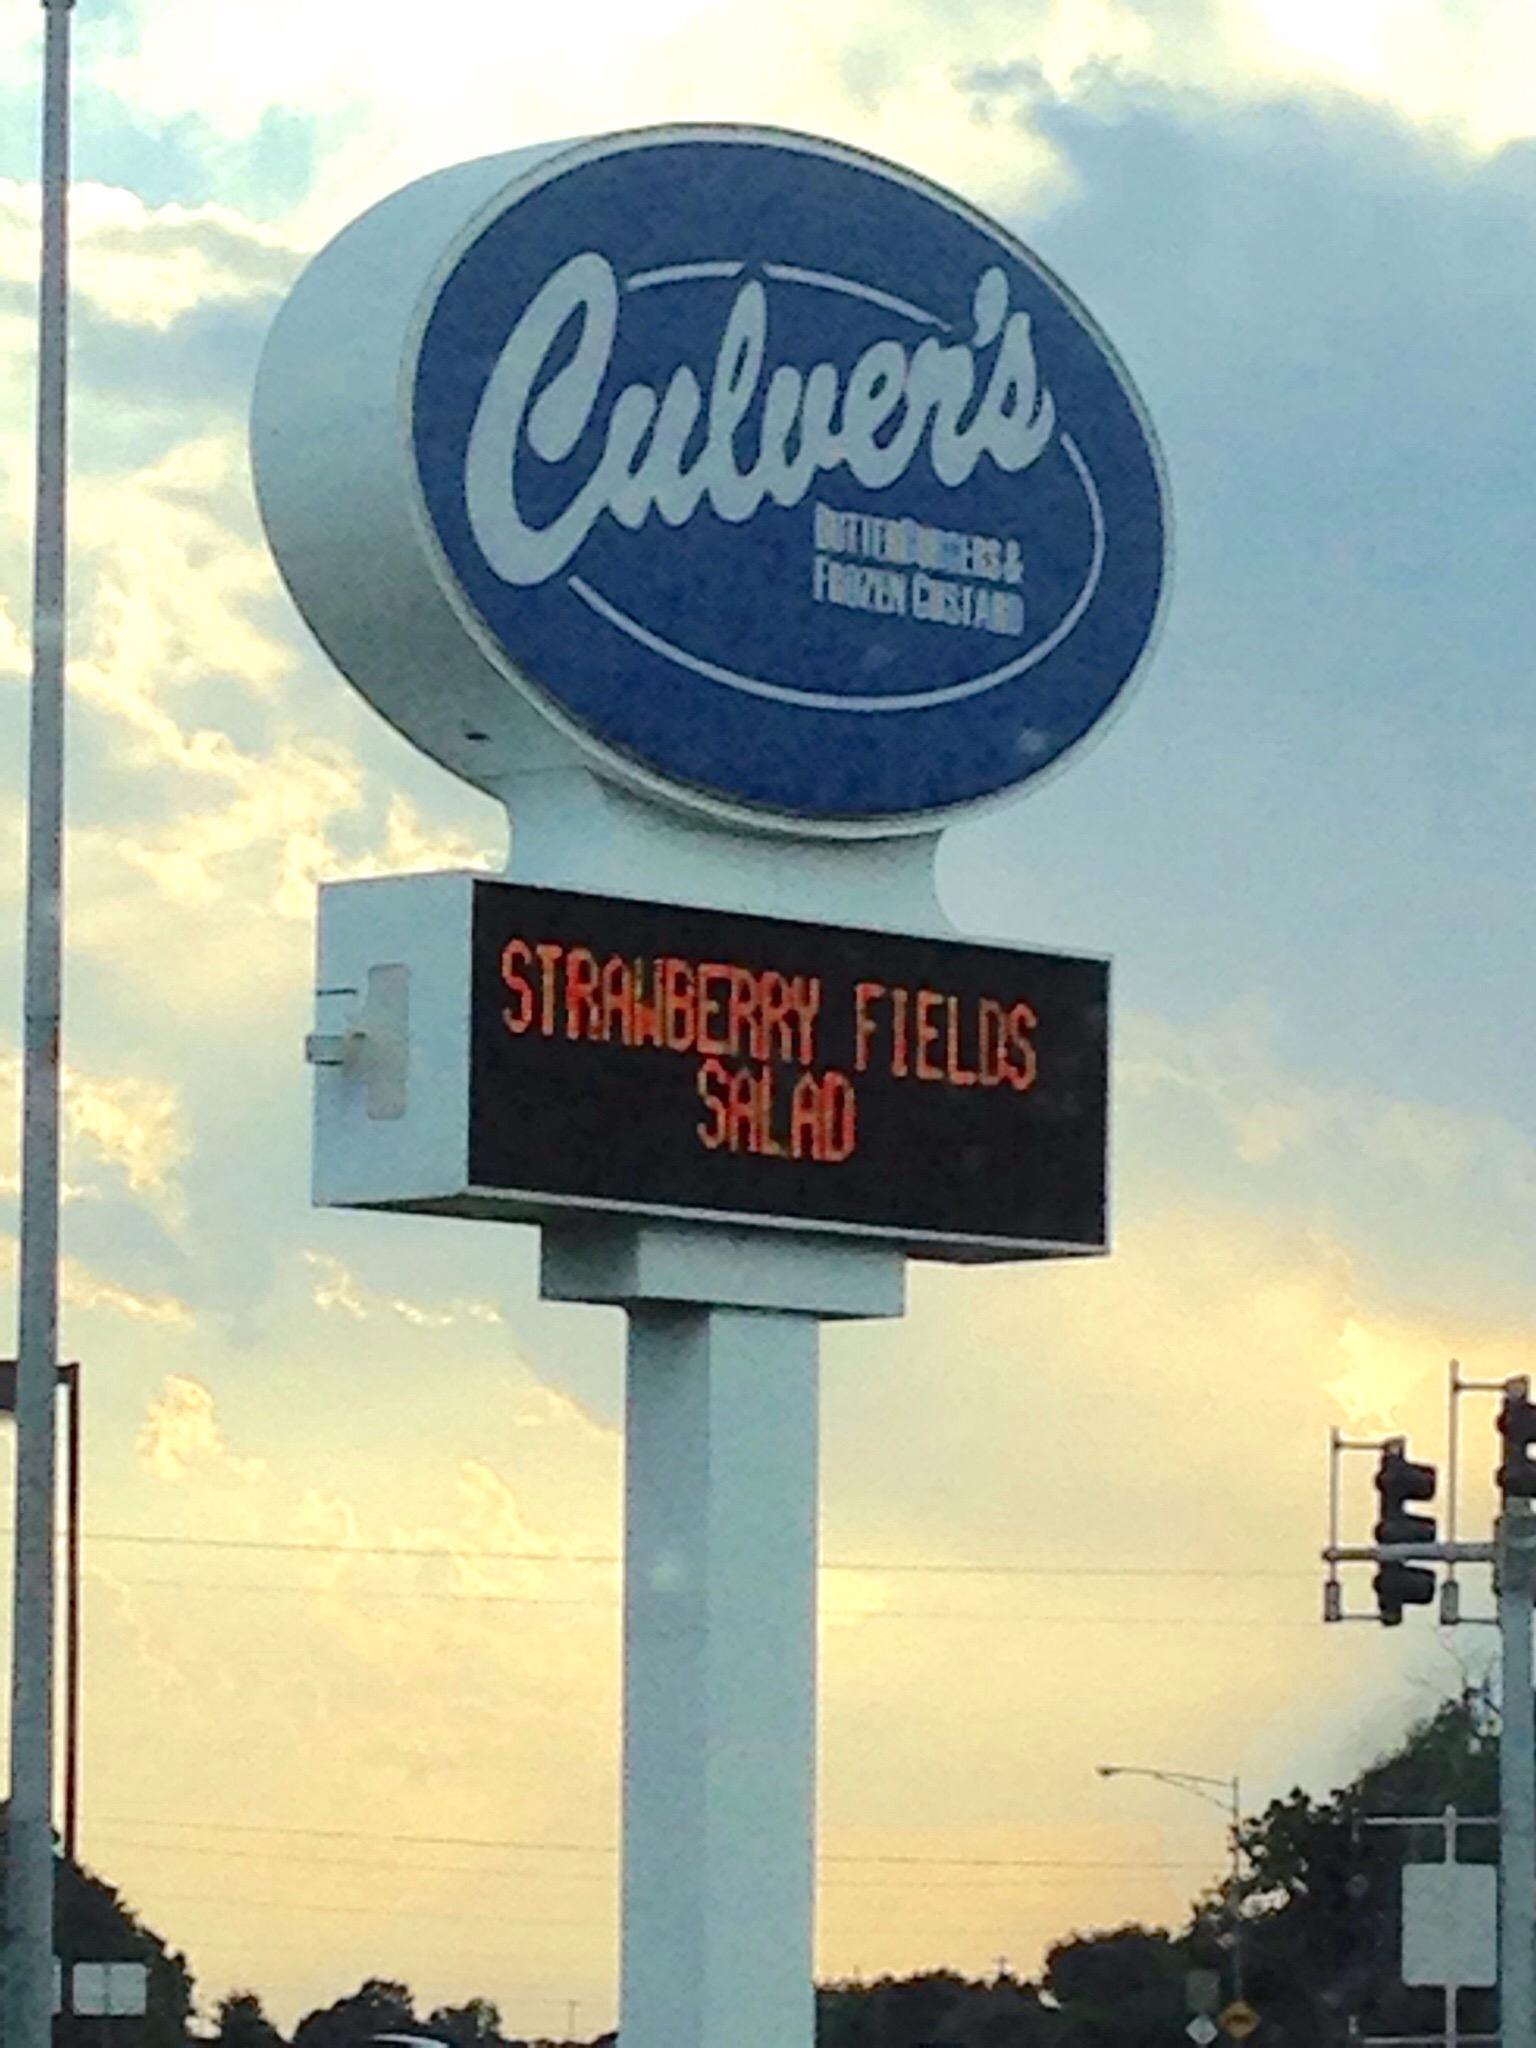 Culver's
BUTTERBURGERS &
FROZEN CUSTARD
STRAWBERRY FIELDS
SALAD